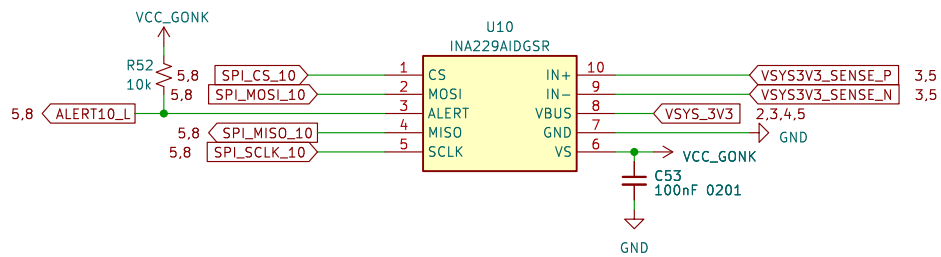 VCC_GONK
U10
INA229AIDGSR
R52
10k
5,8 SPI_CS_10 1 CS IN+ 10 VSYS3V3_SENSE_P 3,5
5,8 SPI_MOSI_10 2 MOSI IN- 9 VSYS3V3_SENSE_N 3,5
5,8 ALERT10_L 3 ALERT VBUS 8 VSYS_3V3 2,3,4,5
5,8 SPI_MISO_10 4 MISO GND 7 GND
5,8 SPI_SCLK_10 5 SCLK VS 6 VCC_GONK
C53
100nF 0201
GND